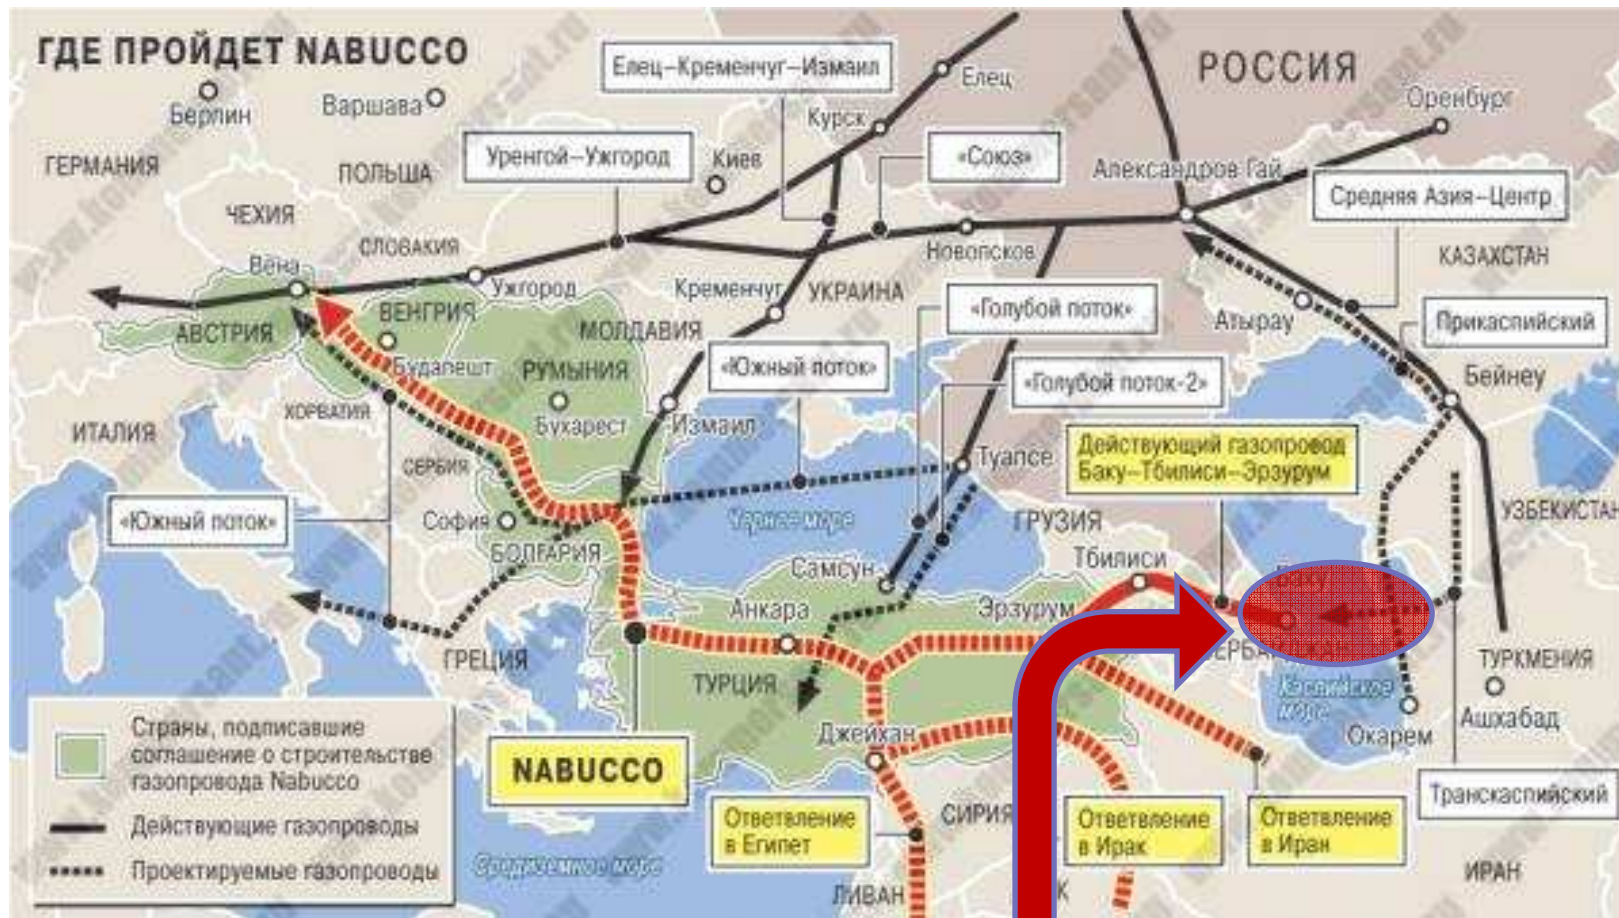 ГДЕ ПРОЙДЕТ NABUCCO
Берлин
Варшава
ГЕРМАНИЯ
ПОЛЬША
ЧЕХИЯ
СЛОВАКИЯ
Уренгой–Ужгород
Елец–Кременчуг–Измаил
Киев
Курск
Елец
«Союз»
РОССИЯ
Оренбург
Александров Гай
Средняя Азия–Центр
КАЗАХСТАН
Новопсков
Вена
Ужгород
Кременчуг
УКРАИНА
«Голубой поток»
Атырау
Прикаспийский
АВСТРИЯ
ВЕНГРИЯ
Будапешт
МОЛДАВИЯ
РУМЫНИЯ
«Южный поток»
«Голубой поток-2»
Бейнеу
ИТАЛИЯ
ХОРВАТИЯ
Бухарест
Измаил
СЕРБИЯ
Туапсе
Действующий газопровод
Баку–Тбилиси–Эрзурум
УЗБЕКИСТАН
«Южный поток»
София
БОЛГАРИЯ
Черное море
ГРУЗИЯ
Самсун
Тбилиси
Анкара
Эрзурум
ГРЕЦИЯ
ТУРЦИЯ
ТУРКМЕНИЯ
Каспийское
море
Окарем
Ашхабад
Джейхан
NABUCCO
Страны, подписавшие
соглашение о строительстве
газопровода Nabucco
Действующие газопроводы
Проектируемые газопроводы
Ответвление
в Египет
СИРИЯ
Ответвление
в Ирак
Ответвление
в Иран
Транскаспийский
Средиземное море
ЛИВАН
ИРАН
www.kommersant.ru